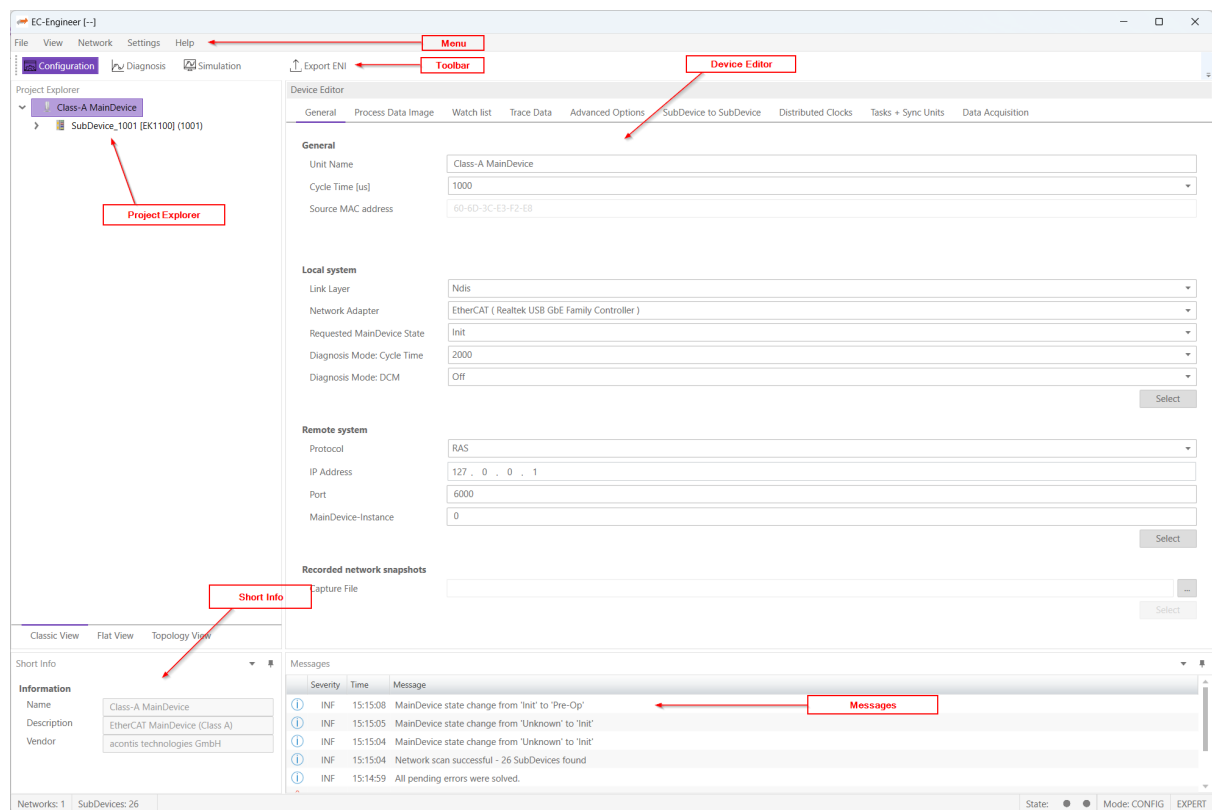 EC-Engineer [--]
File View Network Settings Help
Menu
Configuration Diagnosis Simulation Export ENI
Toolbar
Device Editor
Project Explorer
Class-A MainDevice
SubDevice_1001 [EK1100] (1001)
Project Explorer
Classic View Flat View Topology View
Device Editor
General Process Data Image Watch list Trace Data Advanced Options SubDevice to SubDevice Distributed Clocks Tasks + Sync Units Data Acquisition
General
Unit Name Class-A MainDevice
Cycle Time [us] 1000
Source MAC address 60-6D-3C-E3-F2-EB
Local system
Link Layer Ndis
Network Adapter EtherCAT ( Realtek USB GbE Family Controller )
Requested MainDevice State Init
Diagnosis Mode: Cycle Time 2000
Diagnosis Mode: DCM Off
Select
Remote system
Protocol RAS
IP Address 127 . 0 . 0 . 1
Port 6000
MainDevice-Instance 0
Select
Recorded network snapshots
Capture File ...
Select
Short Info
Short Info
Information
Name Class-A MainDevice
Description EtherCAT MainDevice (Class A)
Vendor acontis technologies GmbH
Messages
Severity Time Message
INF 15:15:08 MainDevice state change from 'Init' to 'Pre-Op'
Messages
INF 15:15:05 MainDevice state change from 'Unknown' to 'Init'
INF 15:15:04 MainDevice state change from 'Unknown' to 'Init'
INF 15:15:04 Network scan successful - 26 SubDevices found
INF 15:14:59 All pending errors were solved.
Networks: 1 SubDevices: 26 State: Mode: CONFIG EXPERT